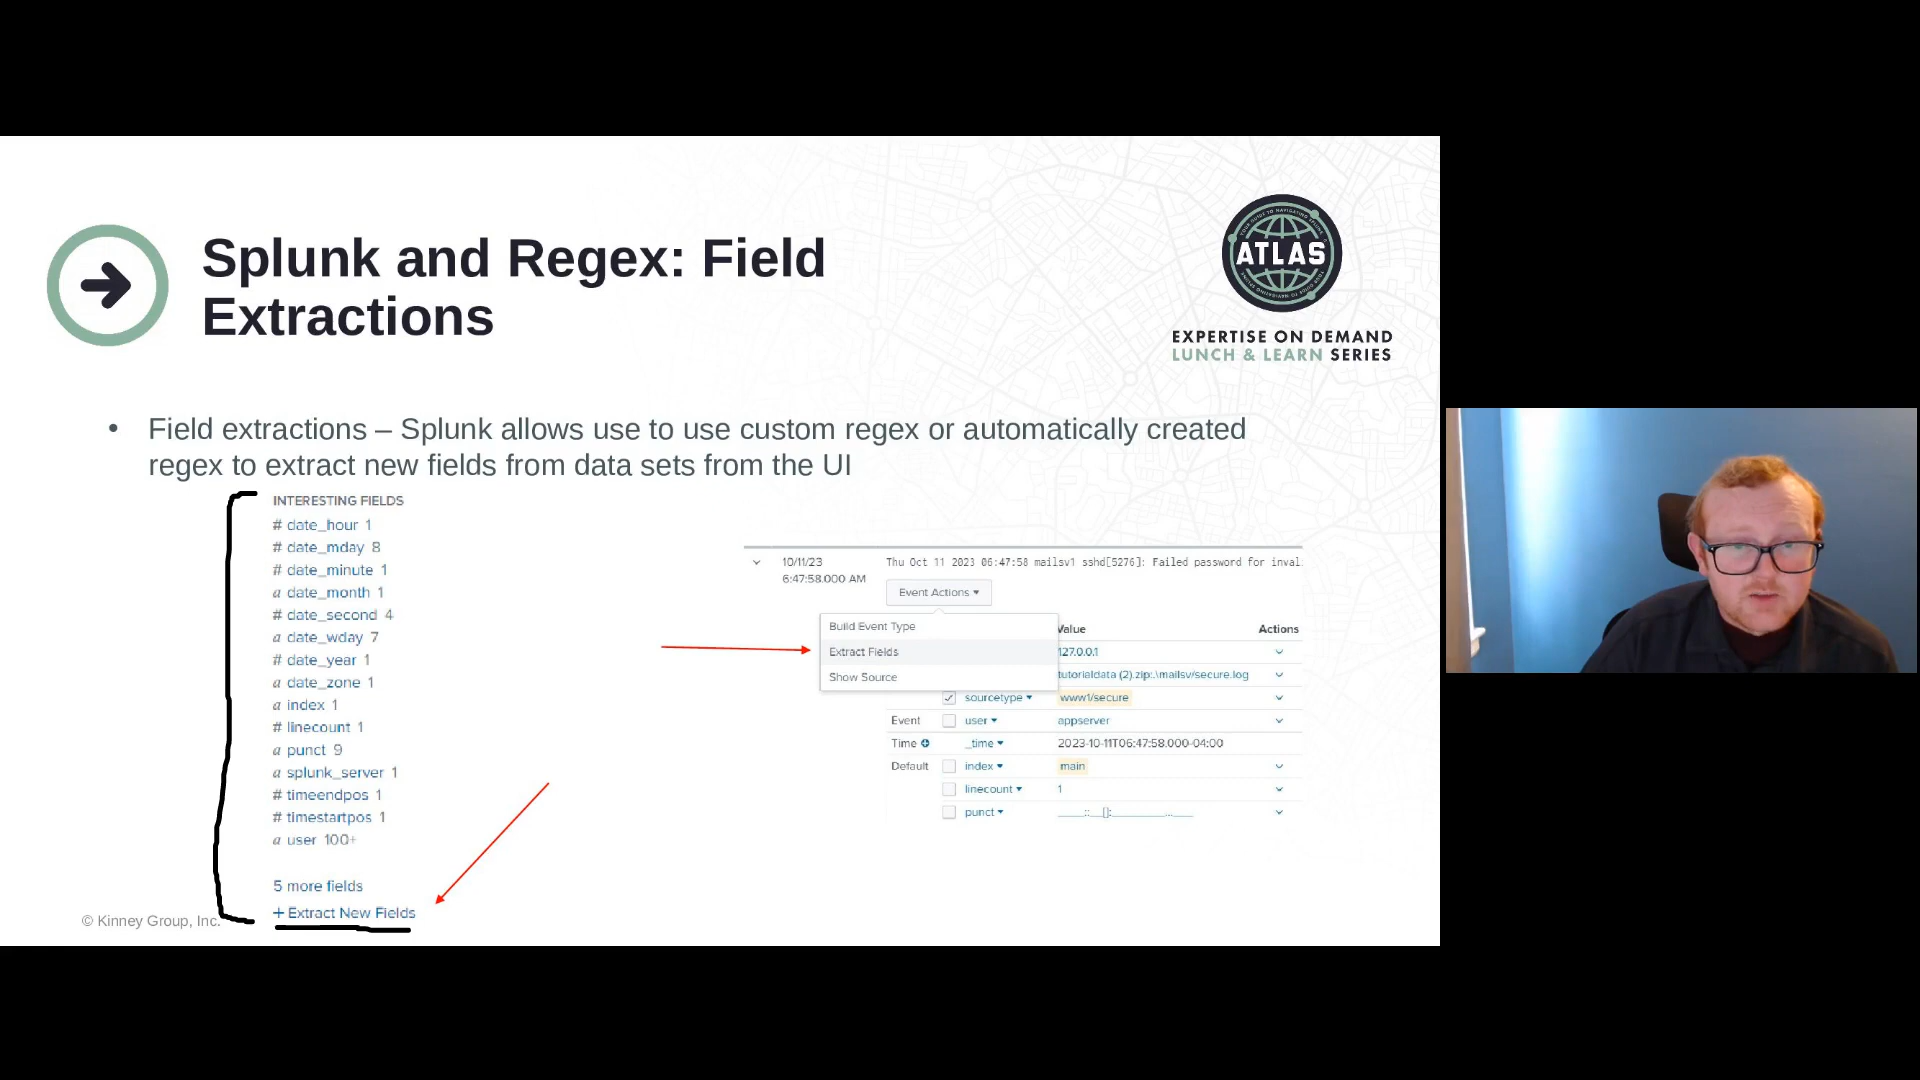 Splunk and Regex: Field
Extractions
ATLAS
EXPERTISE ON DEMAND
LUNCH & LEARN SERIES
• Field extractions – Splunk allows use to use custom regex or automatically created
regex to extract new fields from data sets from the UI
INTERESTING FIELDS
# date_hour 1
# date_mday 8
# date_minute 1
a date_month 1
# date_second 4
a date_wday 7
# date_year 1
a date_zone 1
a index 1
# linecount 1
a punct 9
a splunk_server 1
# timeendpos 1
# timestartpos 1
a user 100+
5 more fields
+ Extract New Fields
10/11/23
6:47:58.000 AM
Thu Oct 11 2023 06:47:58 mailsv1 sshd[5276]: Failed password for inval
Event Actions ▾
Build Event Type
Extract Fields
Show Source
Value Actions
127.0.0.1
tutorialdata (2).zip:.\mailsv/secure.log
✓ sourcetype ▾ www1/secure
Event user ▾ appserver
Time _time ▾ 2023-10-11T06:47:58.000-04:00
Default index ▾ main
linecount ▾ 1
punct ▾
© Kinney Group, Inc.